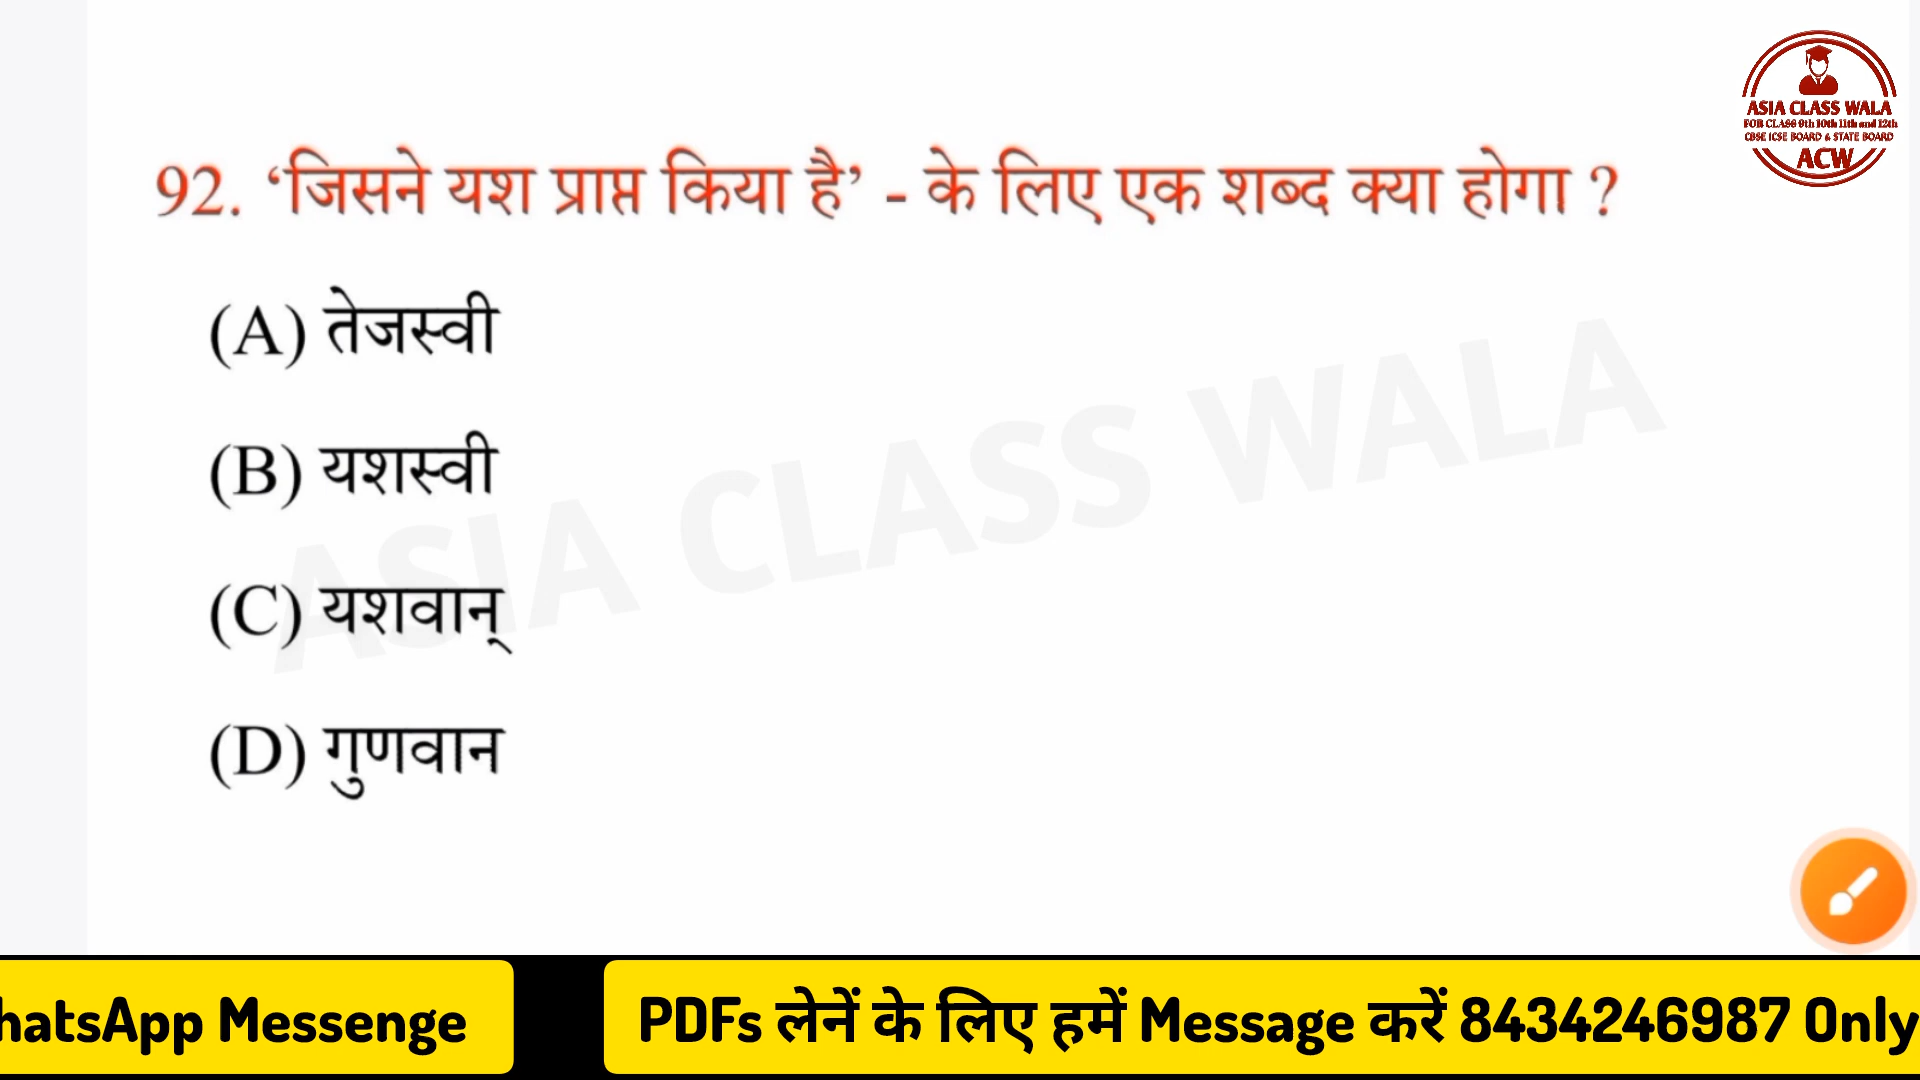 ASIA CLASS WALA
FOR CLASS 9th 10th 11th and 12th
CBSE ICSE BOARD & STATE BOARD
ACW
92. ‘जिसने यश प्राप्त किया है’ - के लिए एक शब्द क्या होगा ?
(A) तेजस्वी
(B) यशस्वी
(C) यशवान्
(D) गुणवान
ASIA CLASS WALA
hatsApp Messenge
PDFs लेनें के लिए हमें Message करें 8434246987 Only